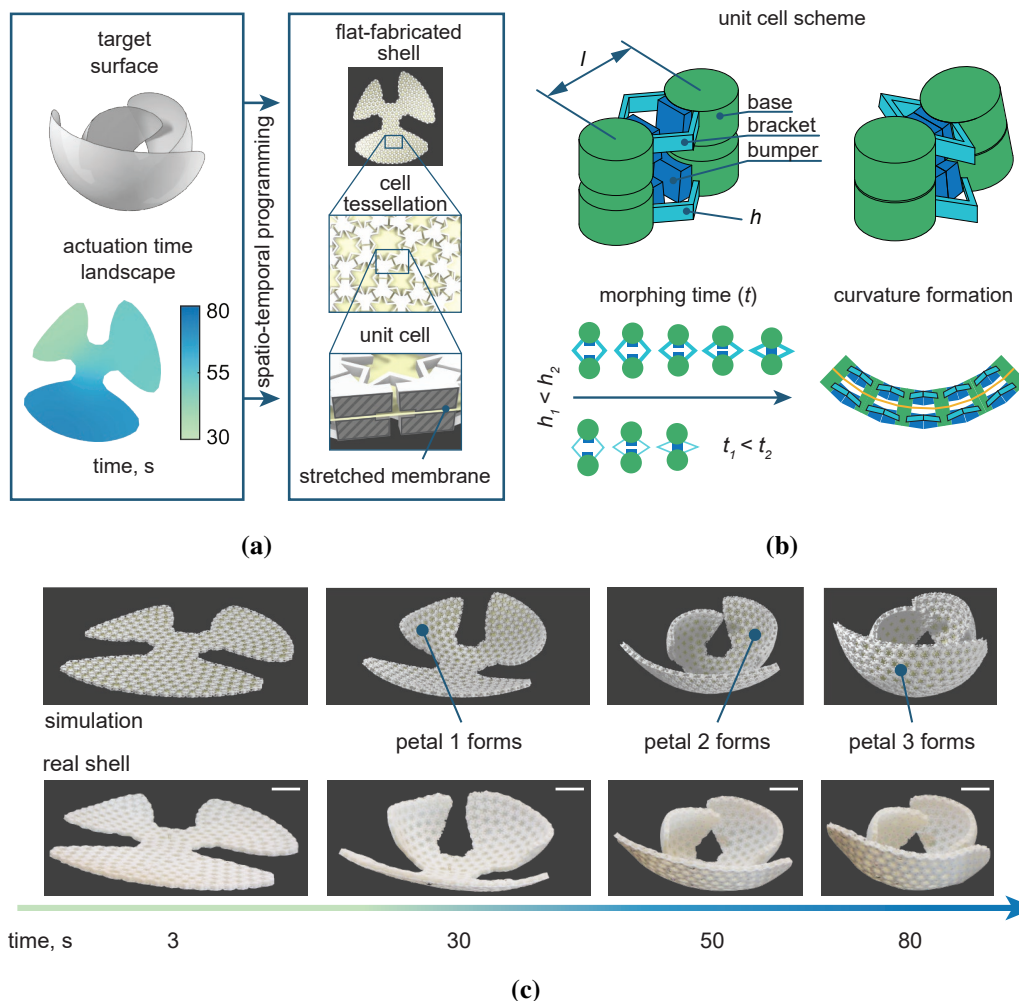 target
surface
actuation time
landscape
80
55
30
time, s
spatio-temporal programming
flat-fabricated
shell
cell
tessellation
unit cell
stretched membrane
(a)
unit cell scheme
l
base
bracket
bumper
h
morphing time (t)
h1 < h2
t1 < t2
curvature formation
(b)
simulation
petal 1 forms
petal 2 forms
petal 3 forms
real shell
time, s
3
30
50
80
(c)